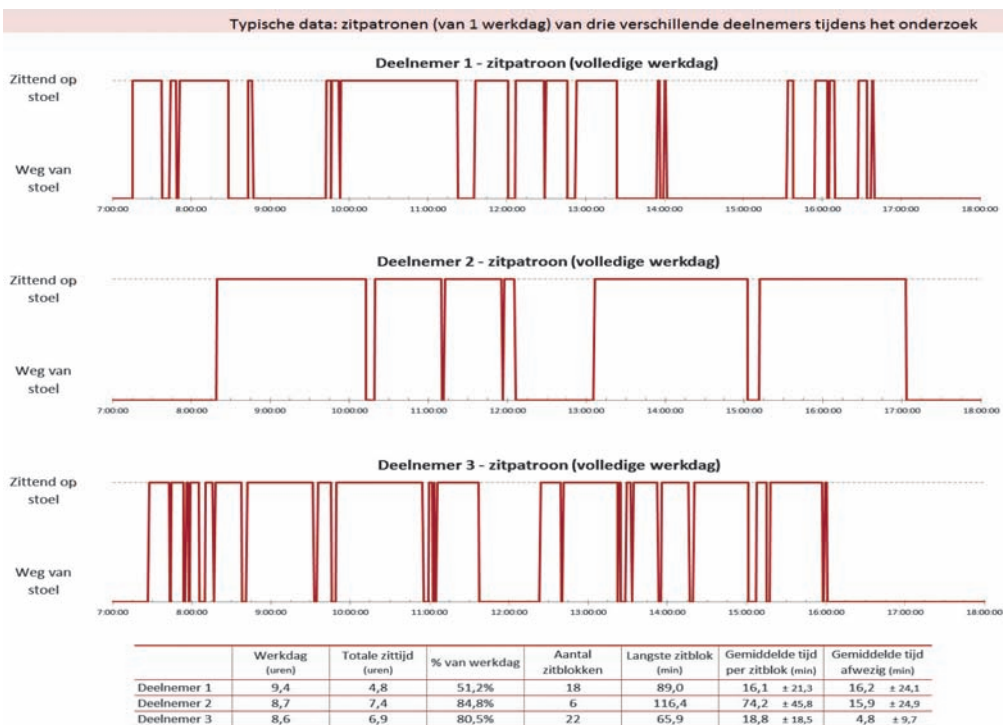 Typische data: zitpatronen (van 1 werkdag) van drie verschillende deelnemers tijdens het onderzoek
Deelnemer 1 - zitpatroon (volledige werkdag)
Zittend op
stoel
Weg van
stoel
7:00:00 8:00:00 9:00:00 10:00:00 11:00:00 12:00:00 13:00:00 14:00:00 15:00:00 16:00:00 17:00:00 18:00:00
Deelnemer 2 - zitpatroon (volledige werkdag)
Zittend op
stoel
Weg van
stoel
7:00:00 8:00:00 9:00:00 10:00:00 11:00:00 12:00:00 13:00:00 14:00:00 15:00:00 16:00:00 17:00:00 18:00:00
Deelnemer 3 - zitpatroon (volledige werkdag)
Zittend op
stoel
Weg van
stoel
7:00:00 8:00:00 9:00:00 10:00:00 11:00:00 12:00:00 13:00:00 14:00:00 15:00:00 16:00:00 17:00:00 18:00:00
Werkdag (uren) Totale zittijd (uren) % van werkdag Aantal zitblokken Langste zitblok (min) Gemiddelde tijd per zitblok (min) Gemiddelde tijd afwezig (min)
Deelnemer 1 9,4 4,8 51,2% 18 89,0 16,1 ± 21,3 16,2 ± 24,1
Deelnemer 2 8,7 7,4 84,8% 6 116,4 74,2 ± 45,8 15,9 ± 24,9
Deelnemer 3 8,6 6,9 80,5% 22 65,9 18,8 ± 18,5 4,8 ± 9,7